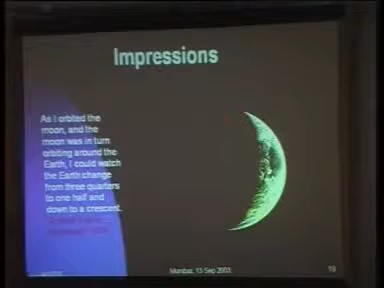 Impressions
As I orbited the
moon, and the
moon was in turn
orbiting around the
Earth, I could watch
the Earth change
from three quarters
to one half and
down to a crescent.
Mumbai, 13 Sep 2003
19